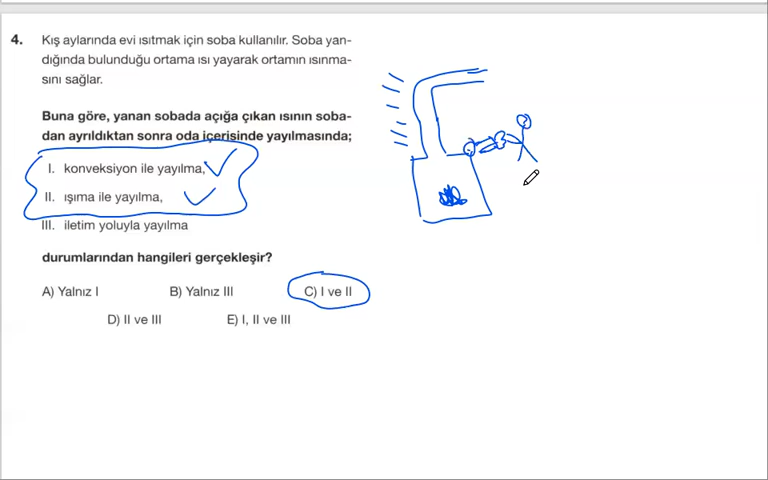 4. Kış aylarında evi ısıtmak için soba kullanılır. Soba yan-
dığında bulunduğu ortama ısı yayarak ortamın ısınma-
sını sağlar.
Buna göre, yanan sobada açığa çıkan ısının soba-
dan ayrıldıktan sonra oda içerisinde yayılmasında;
I. konveksiyon ile yayılma,
II. ışıma ile yayılma,
III. iletim yoluyla yayılma
durumlarından hangileri gerçekleşir?
A) Yalnız I B) Yalnız III C) I ve II
D) II ve III E) I, II ve III